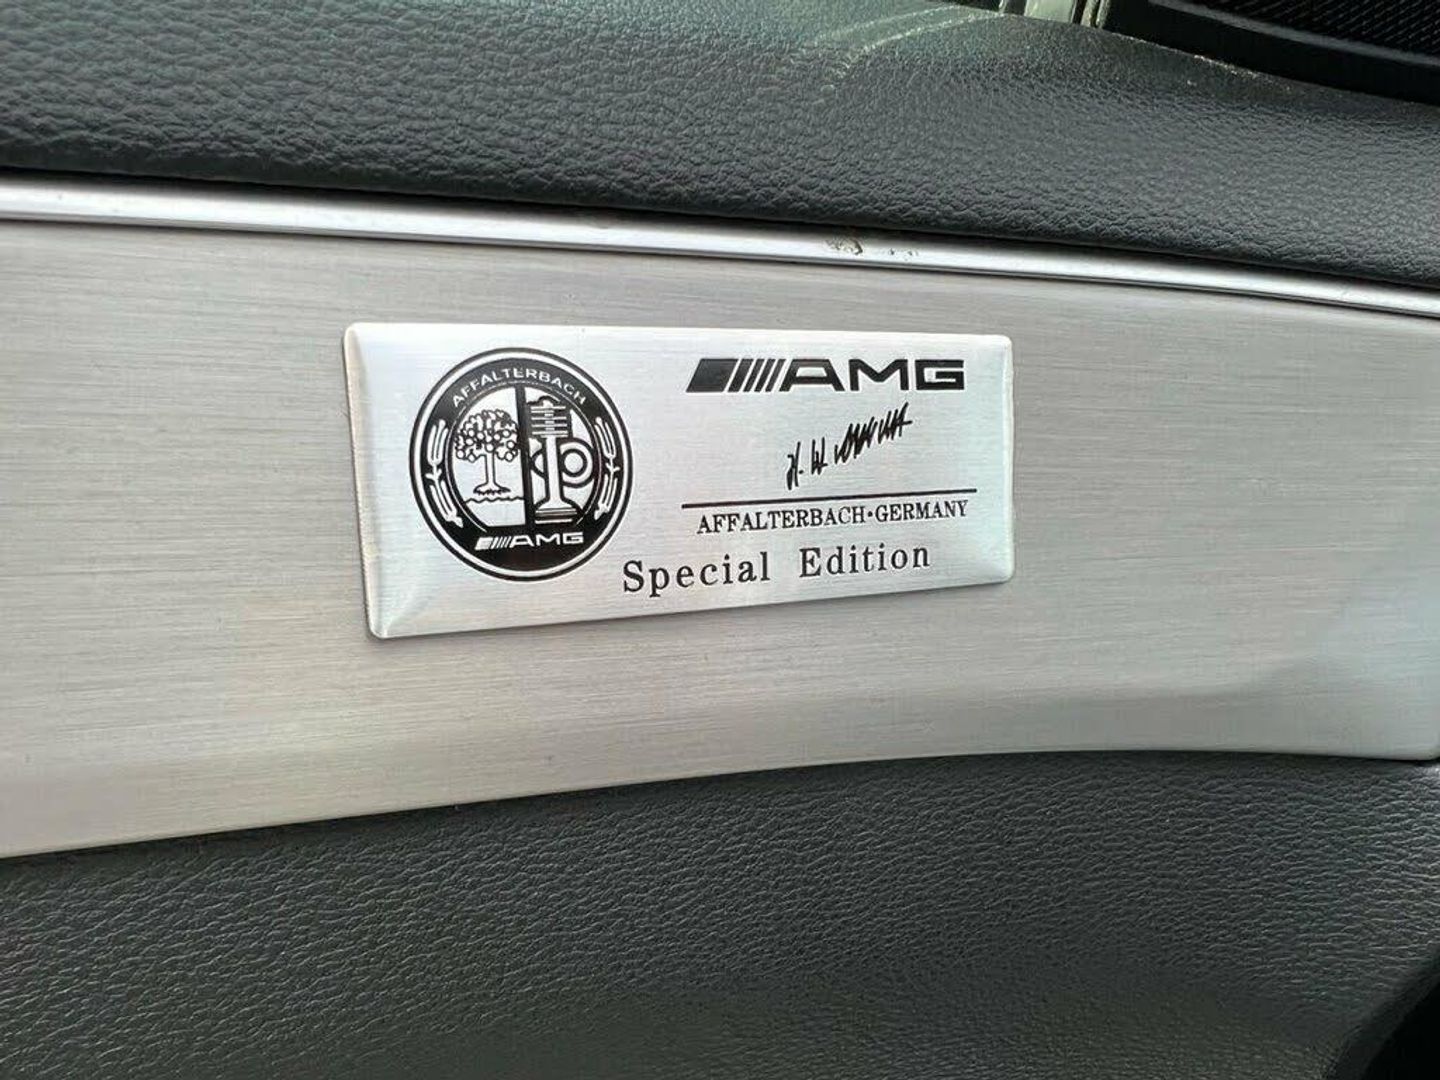 AFFALTERBACH
AMG
AMG
AFFALTERBACH·GERMANY
Special Edition